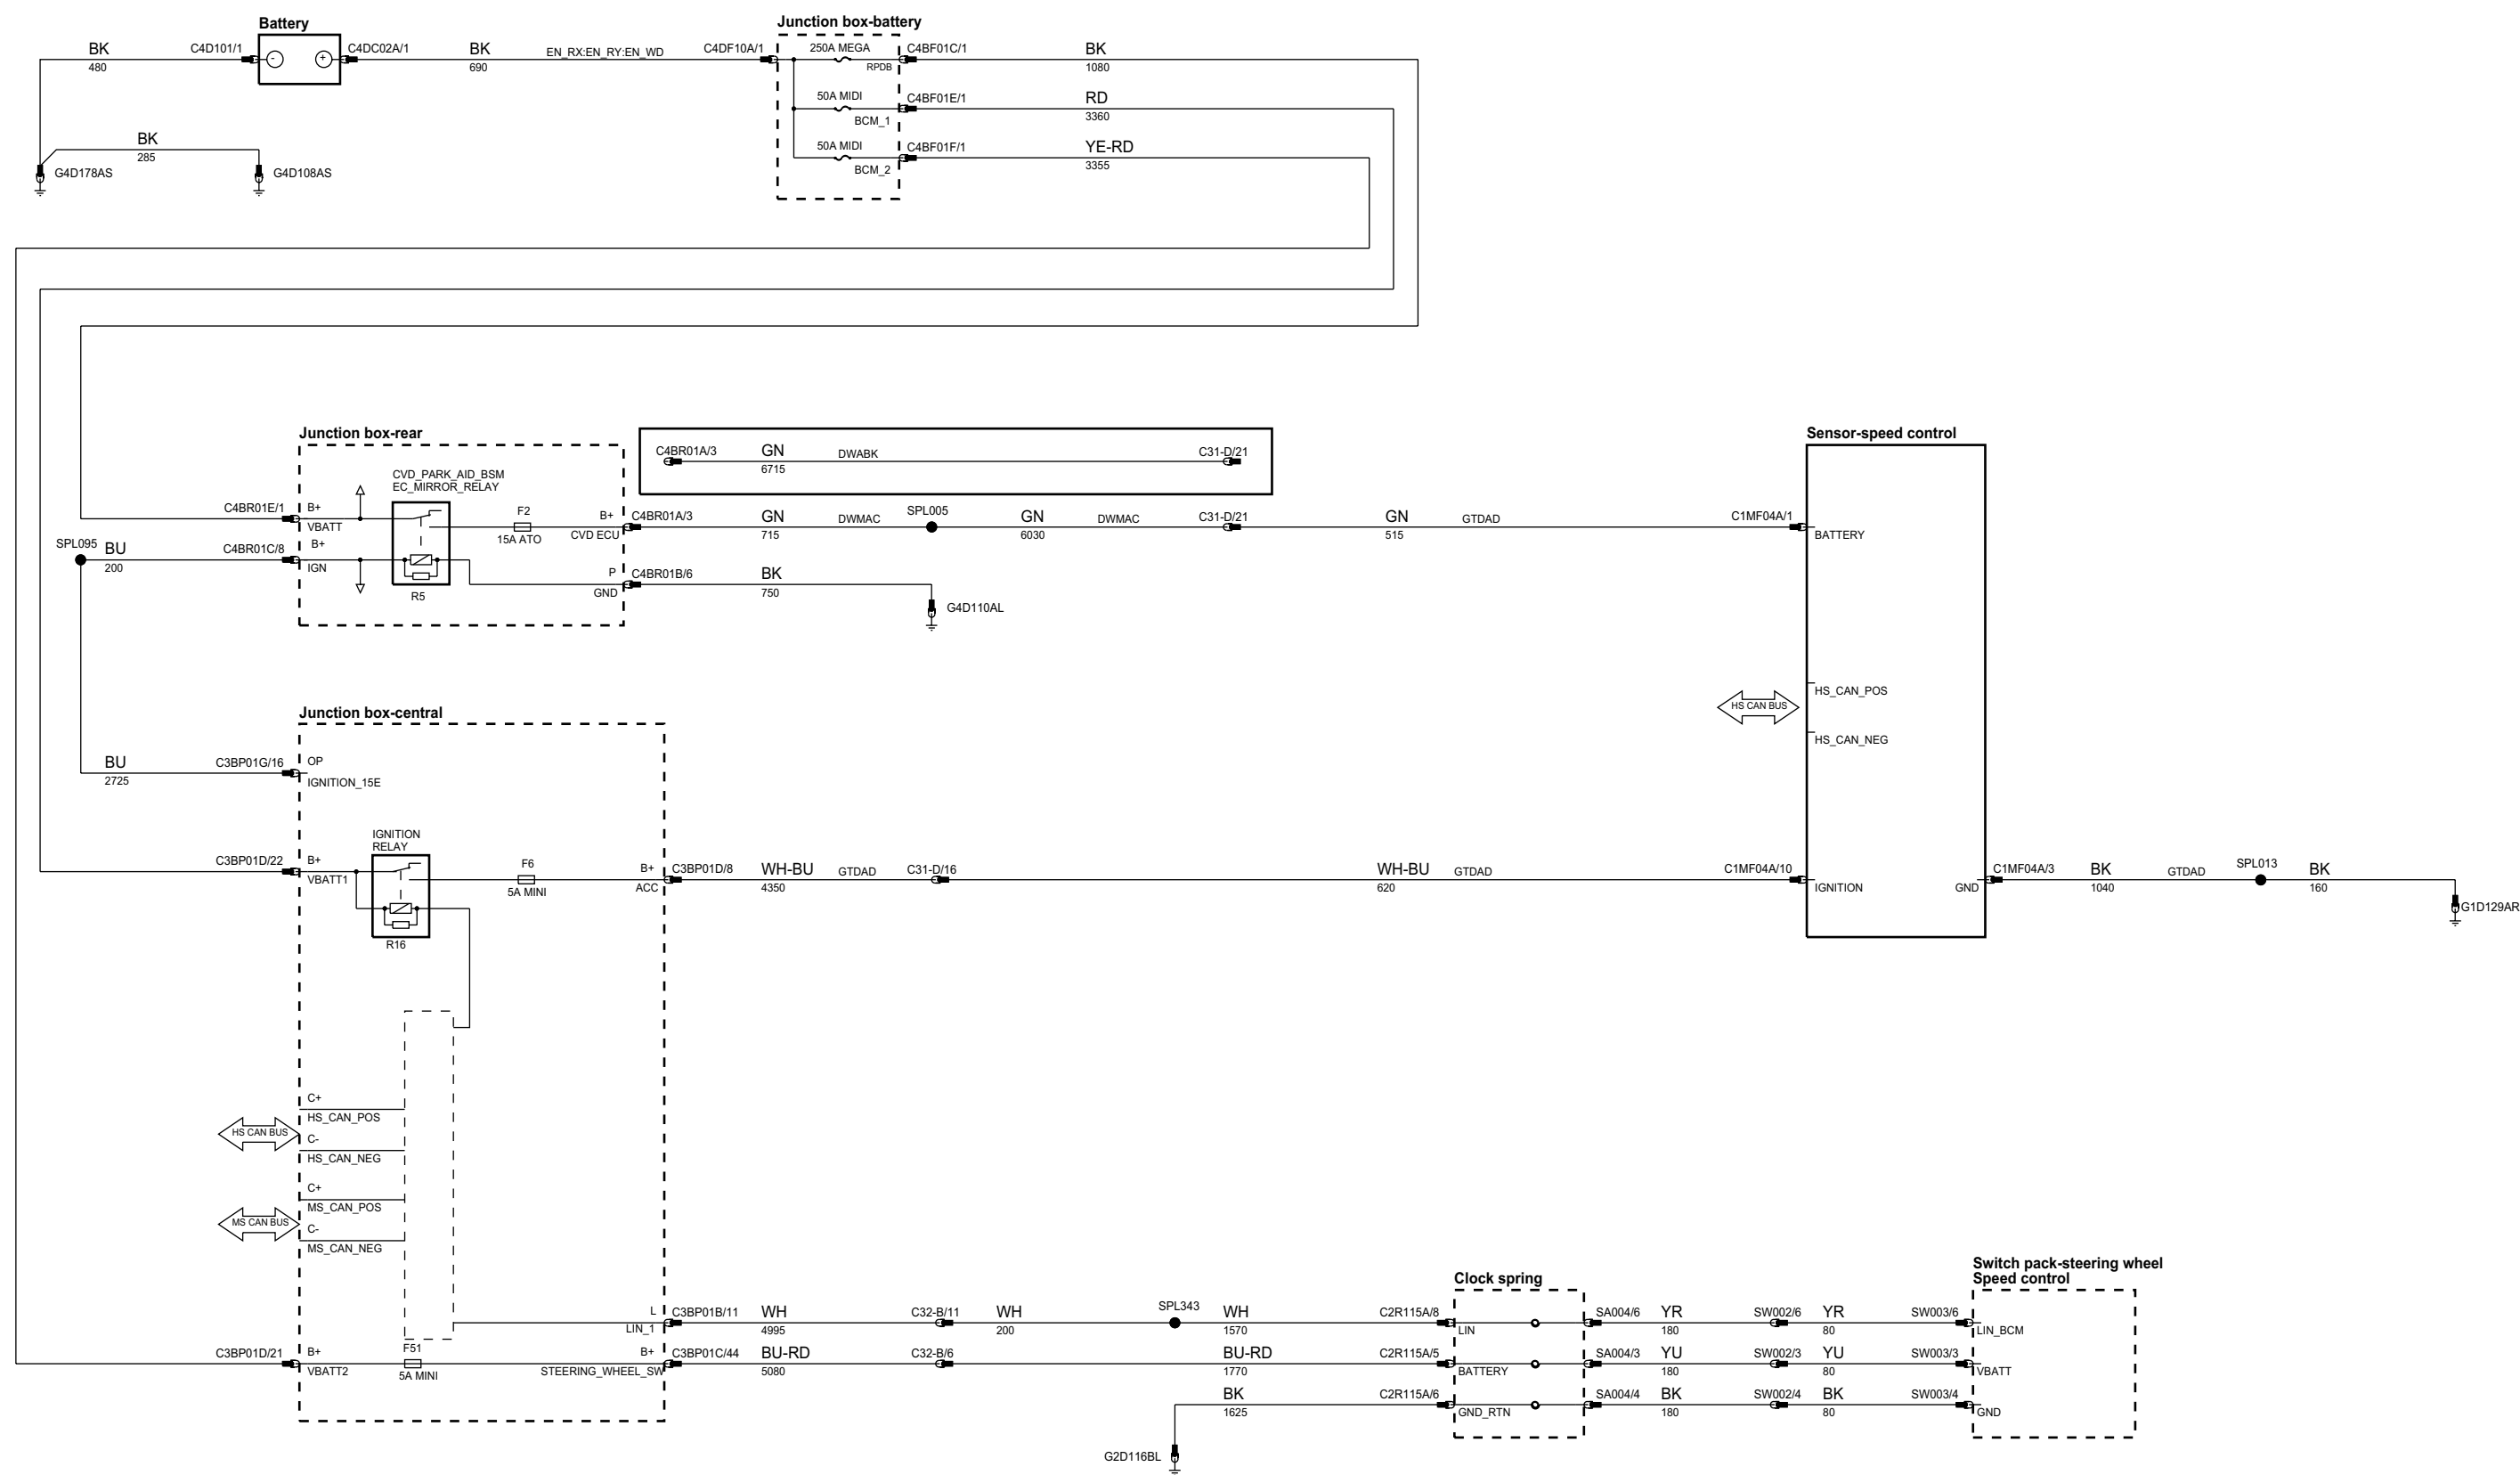 Battery
Junction box-battery
BK
480
C4D101/1
-
+
C4DC02A/1
BK
690
EN_RX:EN_RY:EN_WD
C4DF10A/1
250A MEGA
RPDB
C4BF01C/1
BK
1080
50A MIDI
BCM_1
C4BF01E/1
RD
3360
50A MIDI
BCM_2
C4BF01F/1
YE-RD
3355
BK
285
G4D178AS
G4D108AS
Junction box-rear
CVD_PARK_AID_BSM
EC_MIRROR_RELAY
C4BR01E/1
B+
VBATT
SPL095
BU
200
C4BR01C/8
B+
IGN
R5
F2
15A ATO
B+
CVD ECU
P
GND
C4BR01A/3
GN
6715
DWABK
C31-D/21
C4BR01A/3
GN
715
DWMAC
SPL005
GN
6030
DWMAC
C31-D/21
GN
515
GTDAD
C1MF04A/1
C4BR01B/6
BK
750
G4D110AL
Sensor-speed control
BATTERY
HS CAN BUS
HS_CAN_POS
HS_CAN_NEG
IGNITION
GND
Junction box-central
BU
2725
C3BP01G/16
OP
IGNITION_15E
IGNITION
RELAY
C3BP01D/22
B+
VBATT1
R16
F6
5A MINI
B+
ACC
C3BP01D/8
WH-BU
4350
GTDAD
C31-D/16
WH-BU
620
GTDAD
C1MF04A/10
C1MF04A/3
BK
1040
GTDAD
SPL013
BK
160
G1D129AR
HS CAN BUS
C+
HS_CAN_POS
C-
HS_CAN_NEG
MS CAN BUS
C+
MS_CAN_POS
C-
MS_CAN_NEG
L
LIN_1
C3BP01B/11
WH
4995
C32-B/11
WH
200
SPL343
WH
1570
C2R115A/8
C3BP01D/21
B+
VBATT2
F51
5A MINI
B+
STEERING_WHEEL_SW
C3BP01C/44
BU-RD
5080
C32-B/6
BU-RD
1770
C2R115A/5
BK
1625
C2R115A/6
G2D116BL
Clock spring
LIN
BATTERY
GND_RTN
SA004/6
YR
180
SW002/6
YR
80
SW003/6
SA004/3
YU
180
SW002/3
YU
80
SW003/3
SA004/4
BK
180
SW002/4
BK
80
SW003/4
Switch pack-steering wheel
Speed control
LIN_BCM
VBATT
GND